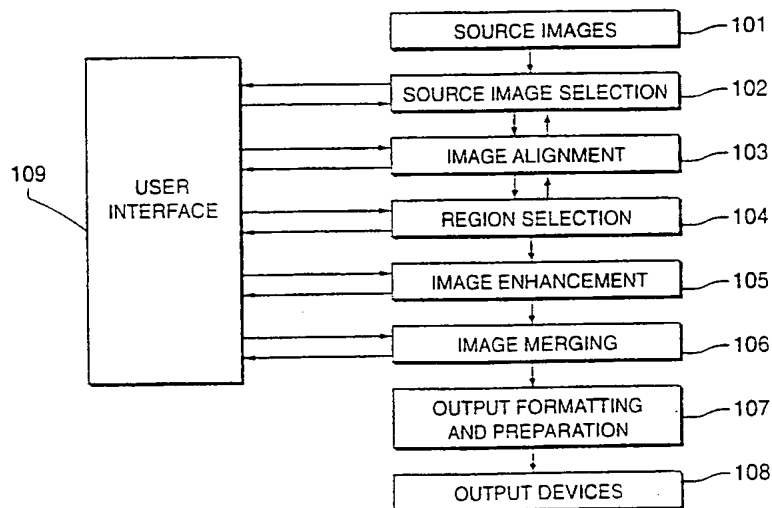 SOURCE IMAGES
101
SOURCE IMAGE SELECTION
102
IMAGE ALIGNMENT
103
109
USER
INTERFACE
REGION SELECTION
104
IMAGE ENHANCEMENT
105
IMAGE MERGING
106
OUTPUT FORMATTING
AND PREPARATION
107
OUTPUT DEVICES
108